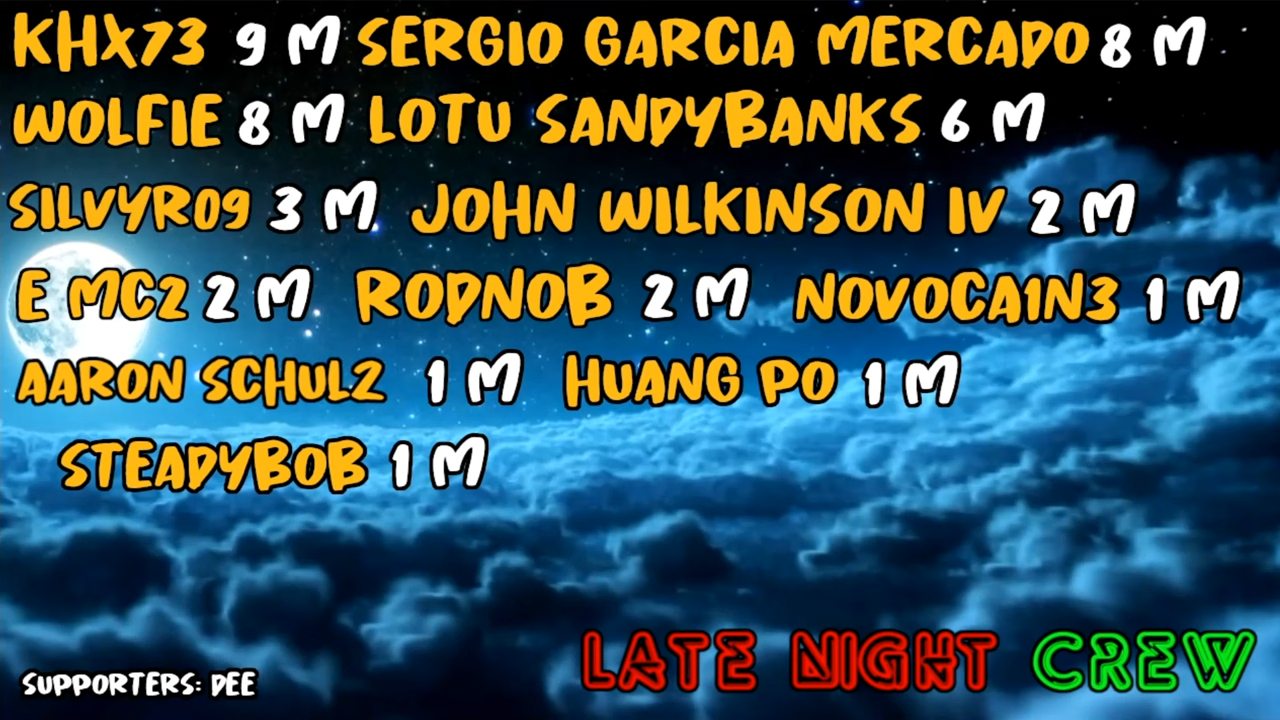 KHX73 9 M SERGIO GARCIA MERCADO 8 M
WOLFIE 8 M LOTU SANDYBANKS 6 M
SILVYR09 3 M JOHN WILKINSON IV 2 M
E MC2 2 M RODNOB 2 M NOVOCA1N3 1 M
AARON SCHULZ 1 M HUANG PO 1 M
STEADYBOB 1 M
LATE NIGHT CREW
SUPPORTERS: DEE